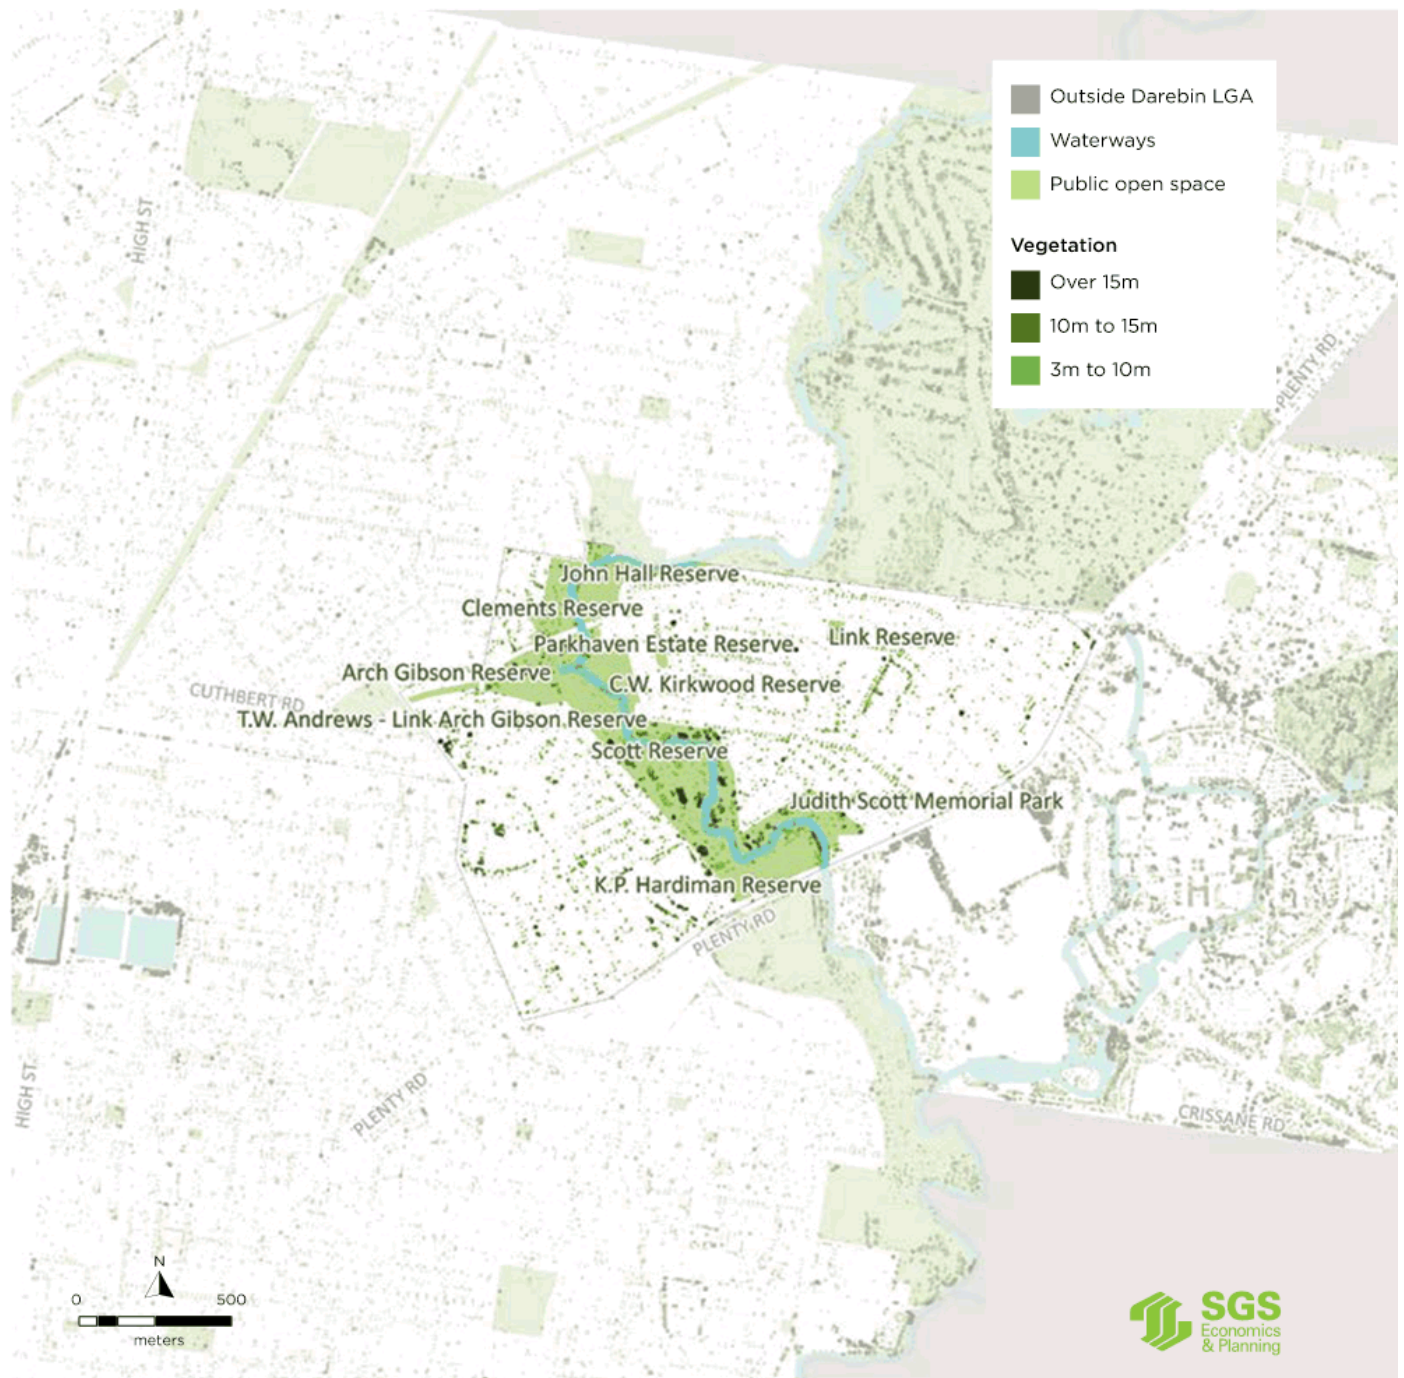 Outside Darebin LGA
Waterways
Public open space
Vegetation
Over 15m
10m to 15m
3m to 10m
HIGH ST
PLENTY RD
John Hall Reserve
Clements Reserve
Parkhaven Estate Reserve
Link Reserve
Arch Gibson Reserve
C.W. Kirkwood Reserve
CUTHBERT RD
T.W. Andrews - Link Arch Gibson Reserve
Scott Reserve
Judith Scott Memorial Park
K.P. Hardiman Reserve
PLENTY RD
HIGH ST
PLENTY RD
CRISSANE RD
N
0 500
meters
SGS
Economics
& Planning